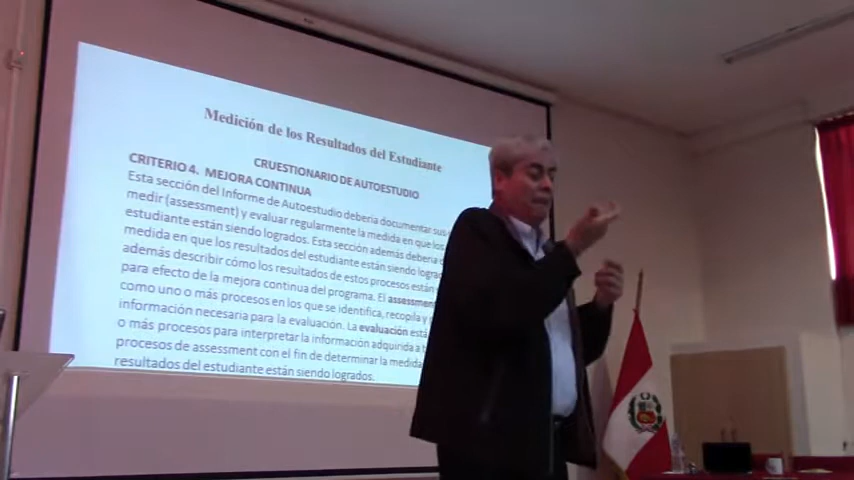 Medición de los Resultados del Estudiante
CRUESTIONARIO DE AUTOESTUDIO
CRITERIO 4. MEJORA CONTINUA
Esta sección del Informe de Autoestudio debería documentar sus
medir (assessment) y evaluar regularmente la medida en que los
estudiante están siendo logrados. Esta sección además debería
medida en que los resultados del estudiante están siendo lograd
además describir cómo los resultados de estos procesos están
a efecto de la mejora continua del programa. El assessment
como uno o más procesos en los que se identifica, recopila y
información necesaria para la evaluación. La evaluación es
o más procesos para interpretar la información adquirida a
procesos de assessment con el fin de determinar la medida
resultados del estudiante están siendo logrados.